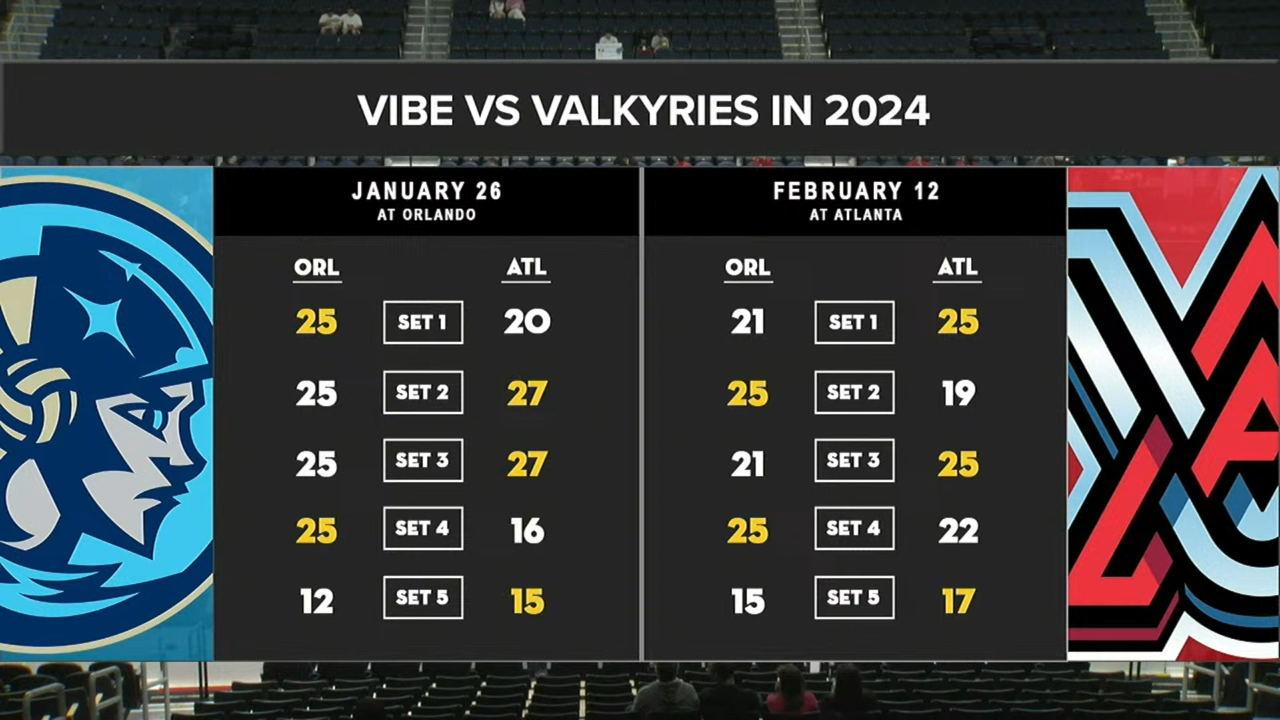 VIBE VS VALKYRIES IN 2024
JANUARY 26
AT ORLANDO
ORL ATL
25 SET 1 20
25 SET 2 27
25 SET 3 27
25 SET 4 16
12 SET 5 15
FEBRUARY 12
AT ATLANTA
ORL ATL
21 SET 1 25
25 SET 2 19
21 SET 3 25
25 SET 4 22
15 SET 5 17